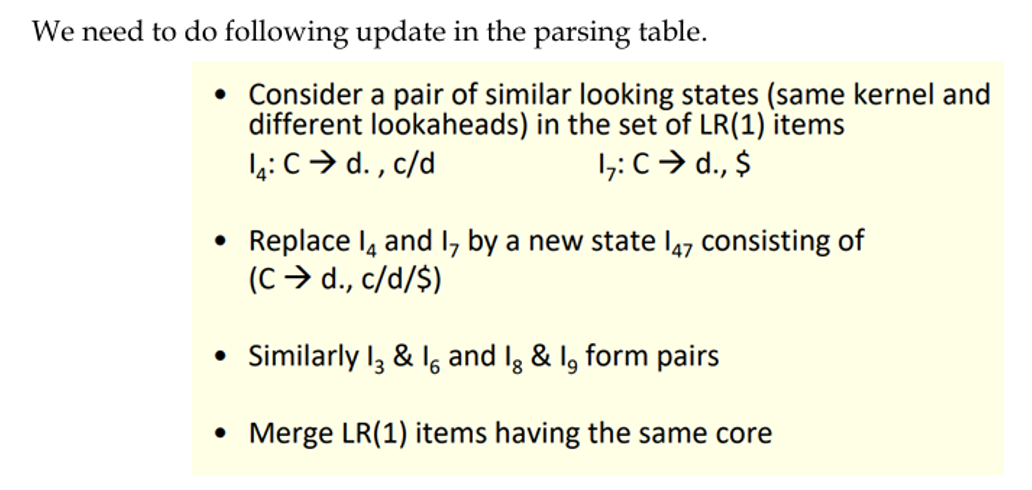 We need to do following update in the parsing table.
• Consider a pair of similar looking states (same kernel and
different lookaheads) in the set of LR(1) items
I₄: C → d. , c/d I₇: C → d., $
• Replace I₄ and I₇ by a new state I₄₇ consisting of
(C → d., c/d/$)
• Similarly I₃ & I₆ and I₈ & I₉ form pairs
• Merge LR(1) items having the same core